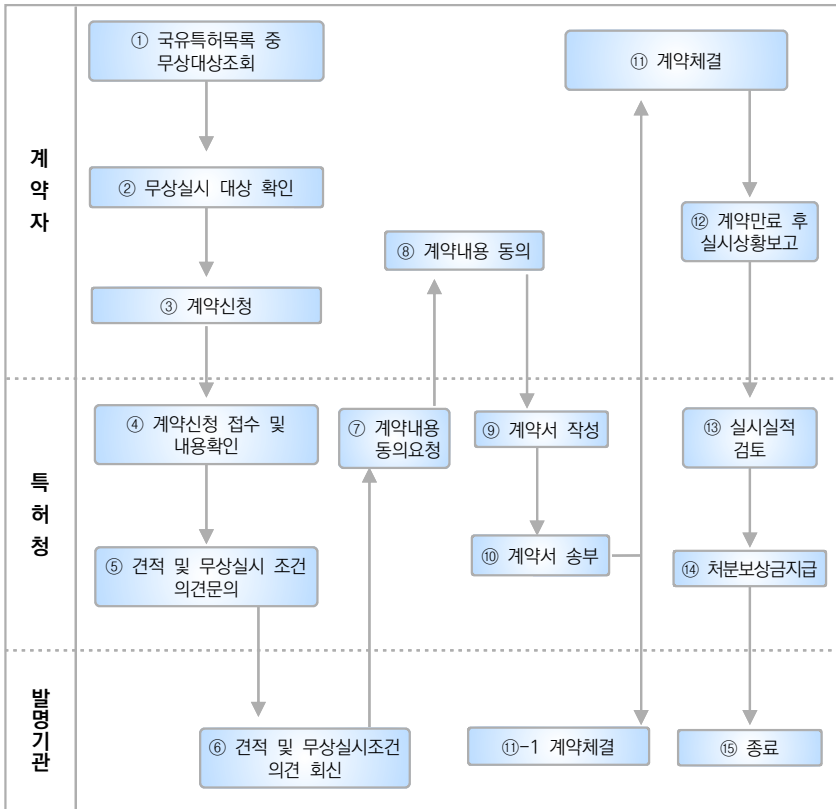 계약자
① 국유특허목록 중
무상대상조회
② 무상실시 대상 확인
③ 계약신청
⑧ 계약내용 동의
⑪ 계약체결
⑫ 계약만료 후
실시상황보고
특허청
④ 계약신청 접수 및
내용확인
⑤ 견적 및 무상실시 조건
의견문의
⑦ 계약내용
동의요청
⑨ 계약서 작성
⑩ 계약서 송부
⑬ 실시실적
검토
⑭ 처분보상금지급
발명기관
⑥ 견적 및 무상실시조건
의견 회신
⑪-1 계약체결
⑮ 종료